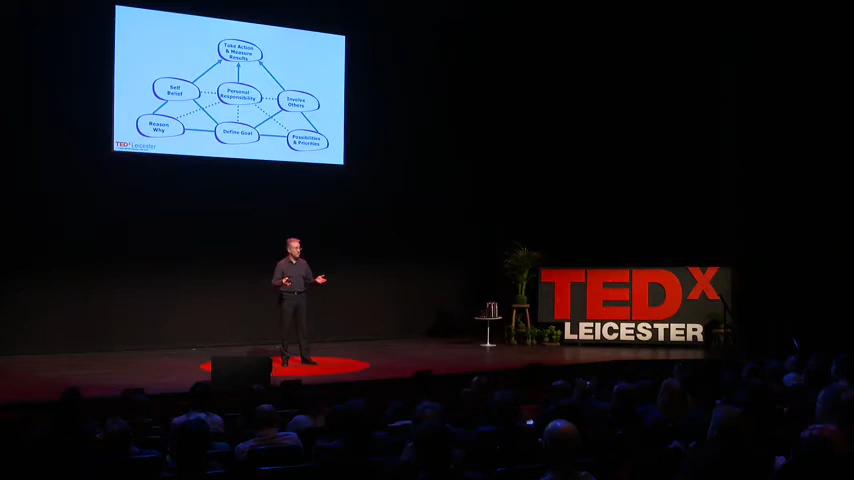 Take Action
& Measure
Results
Self
Belief
Personal
Responsibility
Involve
Others
Reason
Why
Define Goal
Possibilities
& Priorities
TEDxLeicester
TEDx
LEICESTER